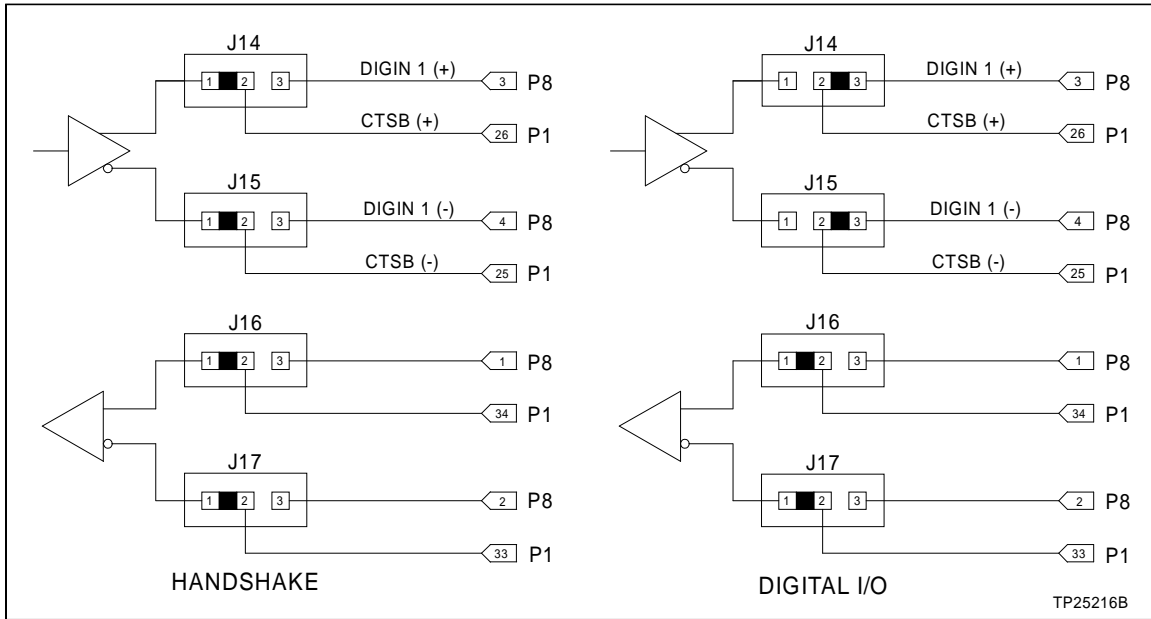 J14
1 2 3 DIGIN 1 (+) 3 P8
CTSB (+) 26 P1
J15
1 2 3 DIGIN 1 (-) 4 P8
CTSB (-) 25 P1
J16
1 2 3 1 P8
34 P1
J17
1 2 3 2 P8
33 P1
HANDSHAKE
J14
1 2 3 DIGIN 1 (+) 3 P8
CTSB (+) 26 P1
J15
1 2 3 DIGIN 1 (-) 4 P8
CTSB (-) 25 P1
J16
1 2 3 1 P8
34 P1
J17
1 2 3 2 P8
33 P1
DIGITAL I/O
TP25216B